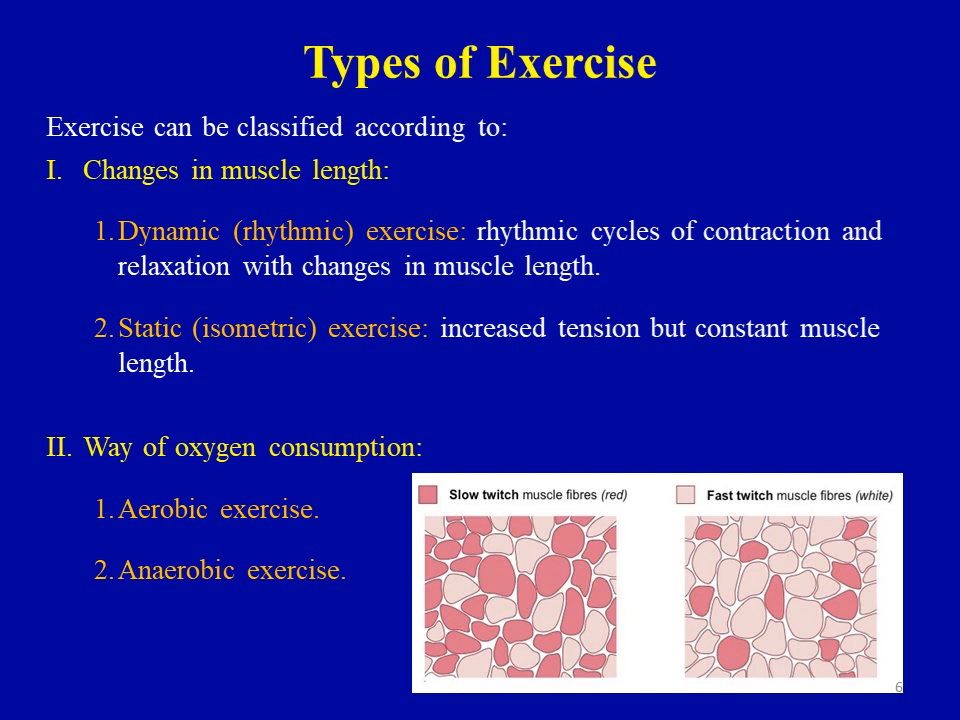 Types of Exercise
Exercise can be classified according to:
I. Changes in muscle length:
1. Dynamic (rhythmic) exercise: rhythmic cycles of contraction and
relaxation with changes in muscle length.
2. Static (isometric) exercise: increased tension but constant muscle
length.
II. Way of oxygen consumption:
1. Aerobic exercise.
2. Anaerobic exercise.
Slow twitch muscle fibres (red)
Fast twitch muscle fibres (white)
6